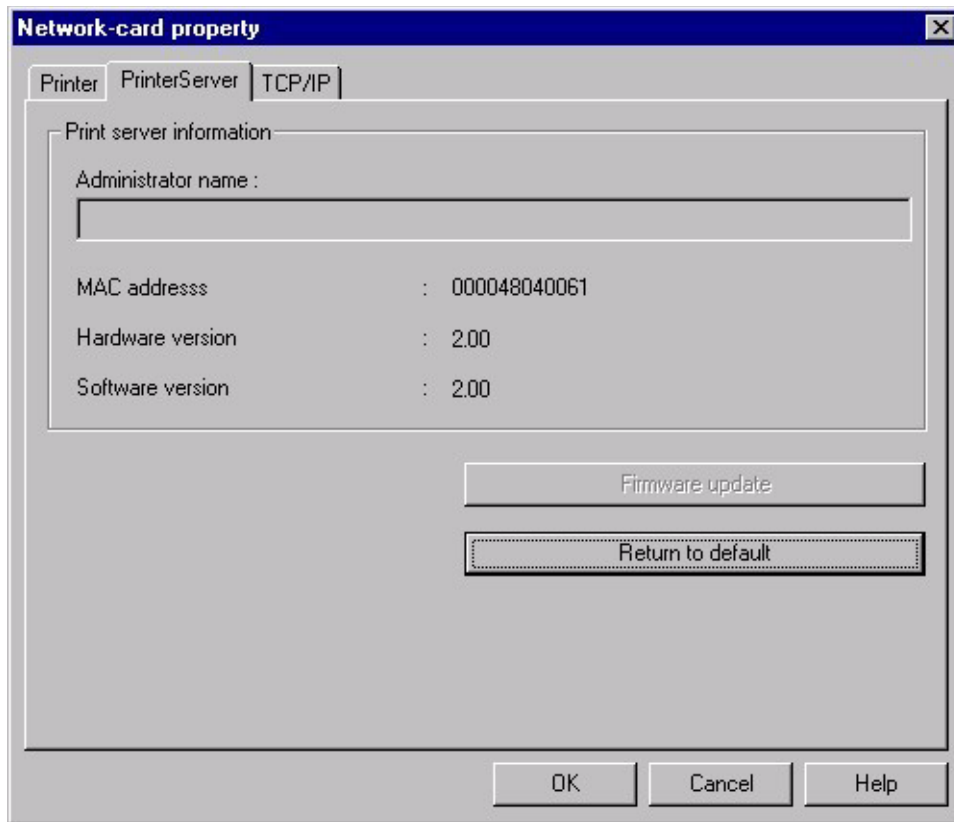 Network-card property
Printer PrinterServer TCP/IP
Print server information
Administrator name :
MAC addresss : 000048040061
Hardware version : 2.00
Software version : 2.00
Firmware update
Return to default
OK Cancel Help